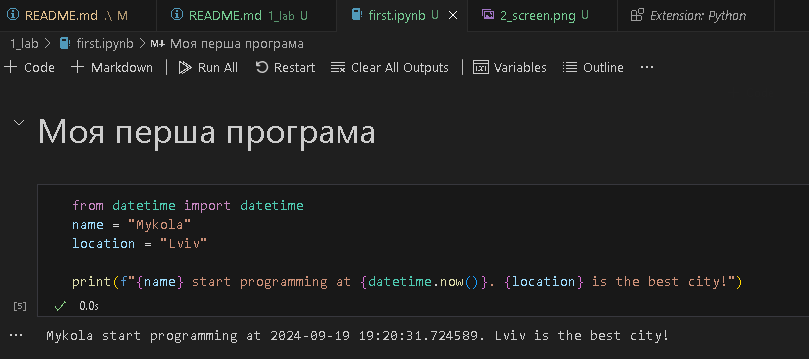 README.md .\ M README.md 1_lab U first.ipynb U 2_screen.png U Extension: Python
1_lab > first.ipynb > M↓ Моя перша програма
+ Code + Markdown Run All Restart Clear All Outputs Variables Outline ...
Моя перша програма
from datetime import datetime
name = "Mykola"
location = "Lviv"
print(f"{name} start programming at {datetime.now()}. {location} is the best city!")
[5] 0.0s
Mykola start programming at 2024-09-19 19:20:31.724589. Lviv is the best city!